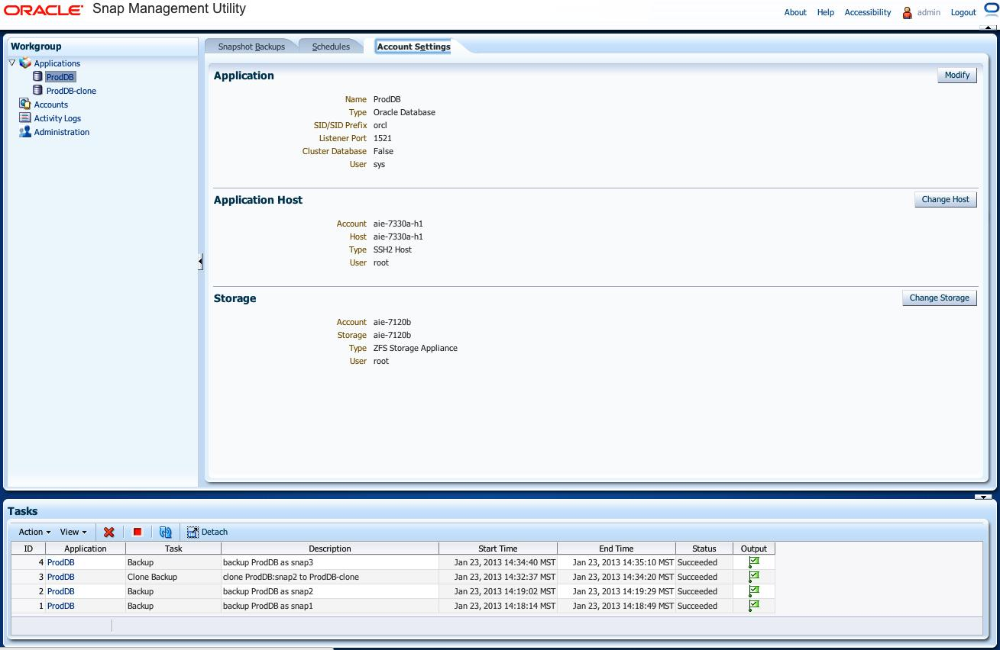 ORACLE® Snap Management Utility
About Help Accessibility admin Logout
Workgroup
Applications
ProdDB
ProdDB-clone
Accounts
Activity Logs
Administration
Snapshot Backups Schedules Account Settings
Application Modify
Name ProdDB
Type Oracle Database
SID/SID Prefix orcl
Listener Port 1521
Cluster Database False
User sys
Application Host Change Host
Account aie-7330a-h1
Host aie-7330a-h1
Type SSH2 Host
User root
Storage Change Storage
Account aie-7120b
Storage aie-7120b
Type ZFS Storage Appliance
User root
Tasks
Action View Detach
ID Application Task Description Start Time End Time Status Output
4 ProdDB Backup backup ProdDB as snap3 Jan 23, 2013 14:34:40 MST Jan 23, 2013 14:35:10 MST Succeeded
3 ProdDB Clone Backup clone ProdDB:snap2 to ProdDB-clone Jan 23, 2013 14:32:37 MST Jan 23, 2013 14:34:20 MST Succeeded
2 ProdDB Backup backup ProdDB as snap2 Jan 23, 2013 14:19:02 MST Jan 23, 2013 14:19:29 MST Succeeded
1 ProdDB Backup backup ProdDB as snap1 Jan 23, 2013 14:18:14 MST Jan 23, 2013 14:18:49 MST Succeeded